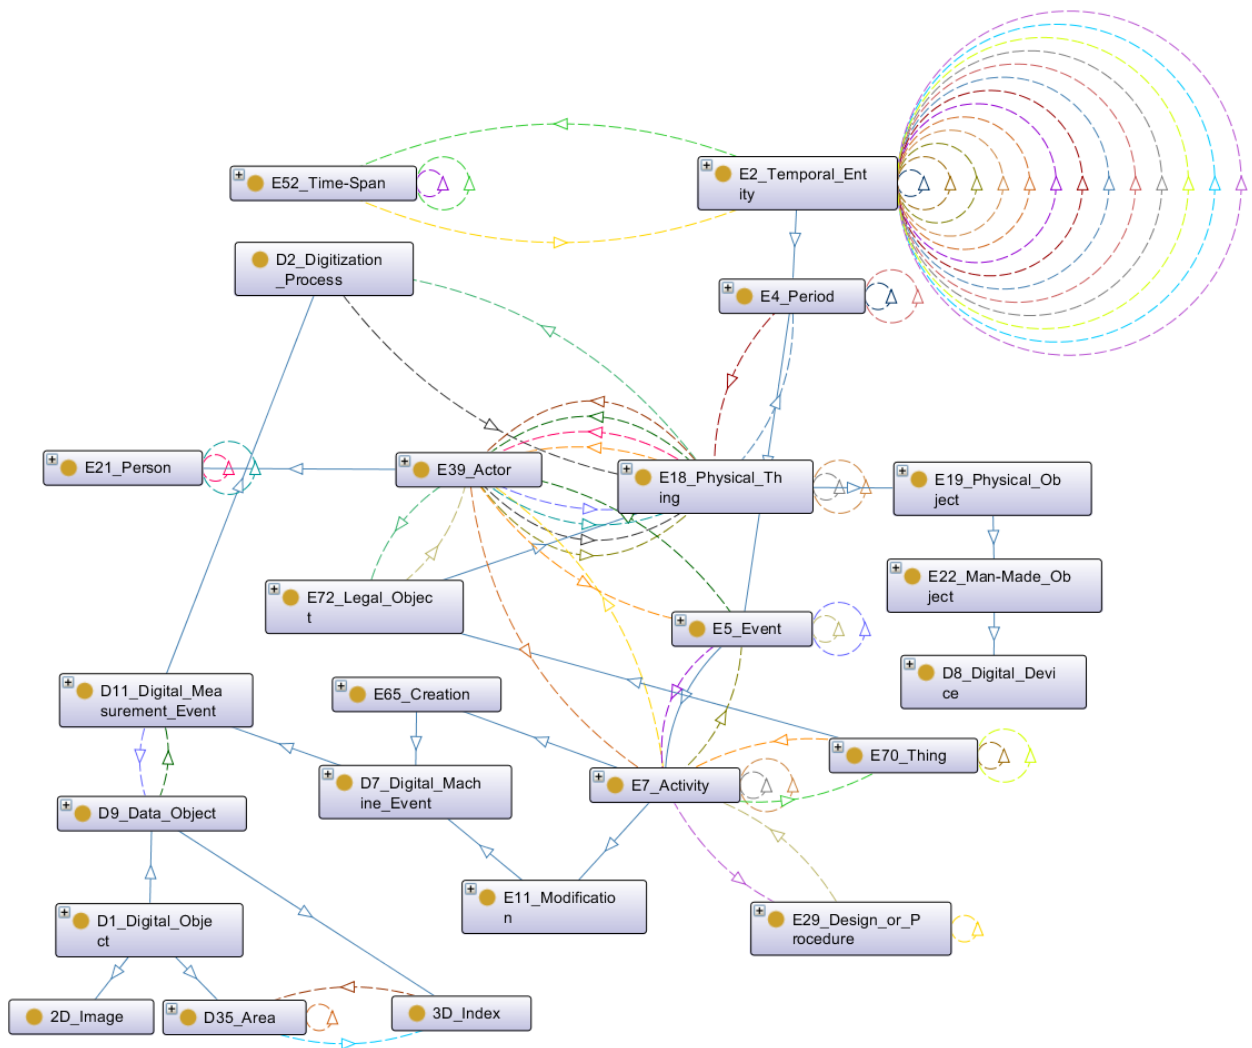 E52_Time-Span
E2_Temporal_Ent
ity
D2_Digitization
_Process
E4_Period
E21_Person
E39_Actor
E18_Physical_Th
ing
E19_Physical_Ob
ject
E22_Man-Made_Ob
ject
E72_Legal_Objec
t
E5_Event
D8_Digital_Devi
ce
D11_Digital_Mea
surement_Event
E65_Creation
E70_Thing
D7_Digital_Mach
ine_Event
E7_Activity
D9_Data_Object
E11_Modificatio
n
E29_Design_or_P
rocedure
D1_Digital_Obje
ct
2D_Image
D35_Area
3D_Index